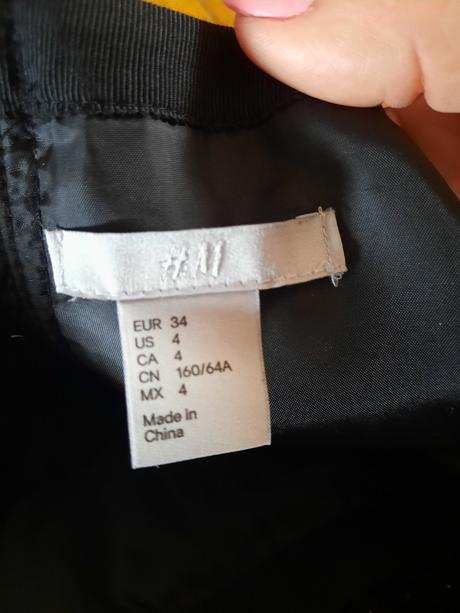 H&M
EUR 34
US 4
CA 4
CN 160/64A
MX 4
Made in
China